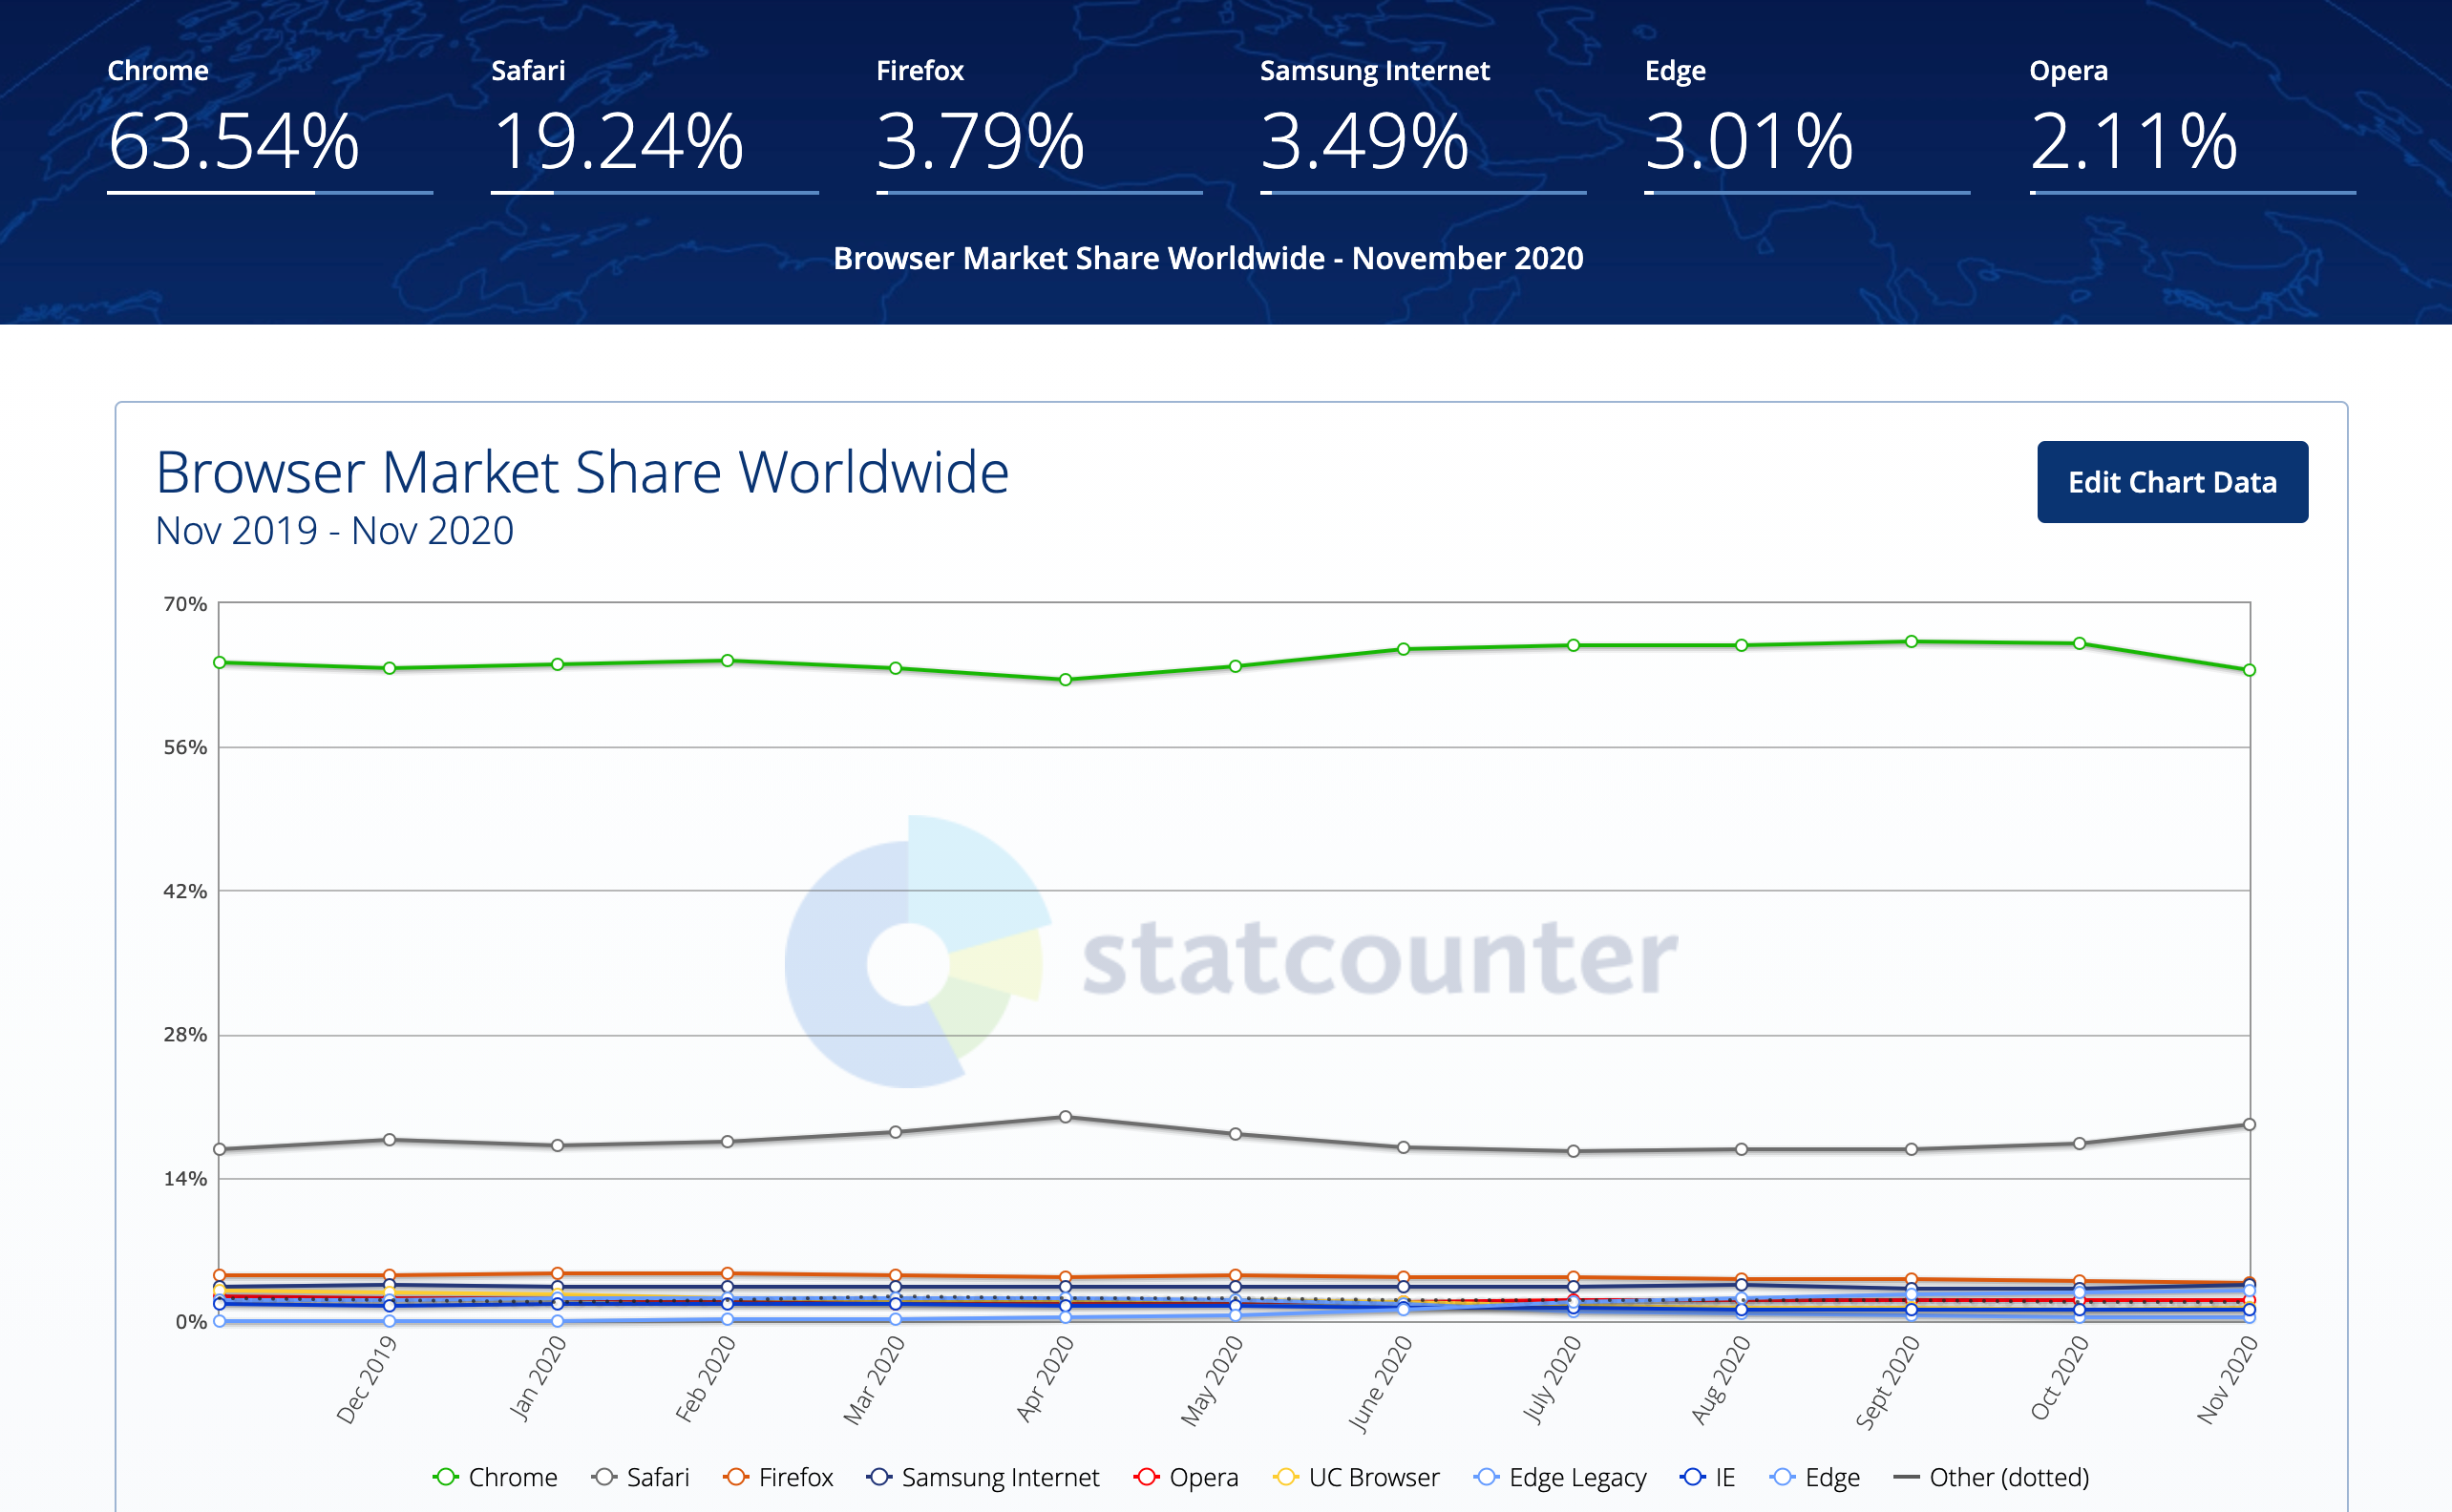 Chrome
63.54%
Safari
19.24%
Firefox
3.79%
Samsung Internet
3.49%
Edge
3.01%
Opera
2.11%
Browser Market Share Worldwide - November 2020
Browser Market Share Worldwide
Nov 2019 - Nov 2020
Edit Chart Data
70%
56%
42%
28%
14%
0%
statcounter
Dec 2019
Jan 2020
Feb 2020
Mar 2020
Apr 2020
May 2020
June 2020
July 2020
Aug 2020
Sept 2020
Oct 2020
Nov 2020
Chrome
Safari
Firefox
Samsung Internet
Opera
UC Browser
Edge Legacy
IE
Edge
Other (dotted)